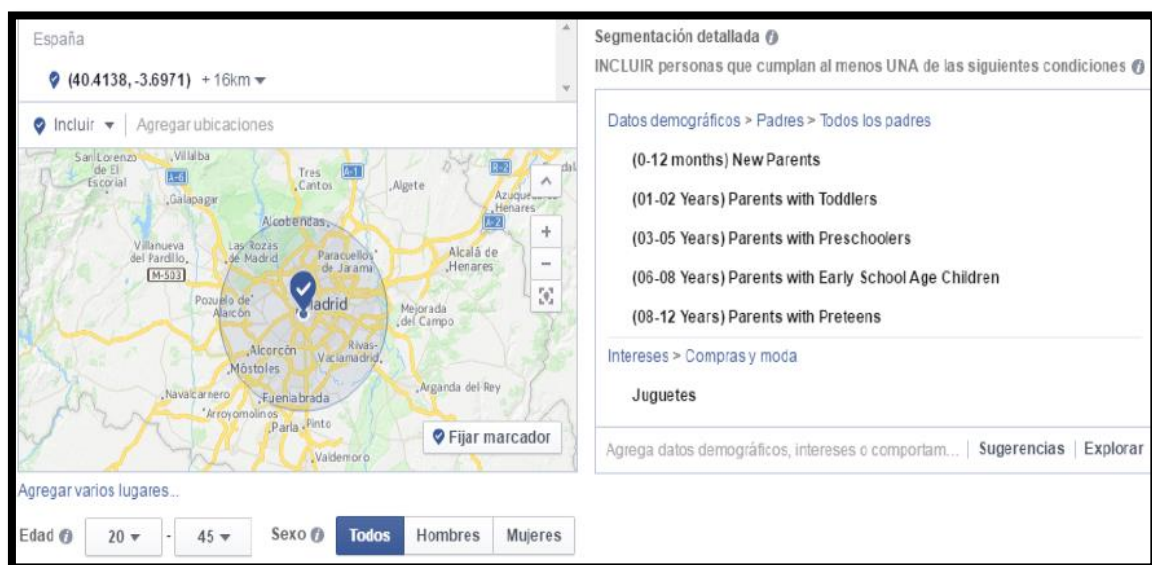 España
(40.4138, -3.6971) + 16km
Incluir
Agregar ubicaciones
San Lorenzo de El Escorial
Villalba
A-6
Galapagar
Tres Cantos
A-1
Algete
R-2
Azuqueca
Henares
A-2
Alcobendas
Villanueva del Pardillo
Las Rozas de Madrid
Paracuellos de Jarama
Alcalá de Henares
M-503
Pozuelo de Alarcón
Madrid
Mejorada del Campo
Alcorcón
Rivas-Vaciamadrid
Móstoles
Navalcarnero
Fuenlabrada
Arganda del Rey
Arroyomolinos
Parla
Pinto
Valdemoro
Fijar marcador
Agregar varios lugares...
Edad 20 - 45 Sexo Todos Hombres Mujeres
Segmentación detallada
INCLUIR personas que cumplan al menos UNA de las siguientes condiciones
Datos demográficos > Padres > Todos los padres
(0-12 months) New Parents
(01-02 Years) Parents with Toddlers
(03-05 Years) Parents with Preschoolers
(06-08 Years) Parents with Early School Age Children
(08-12 Years) Parents with Preteens
Intereses > Compras y moda
Juguetes
Agrega datos demográficos, intereses o comportam... | Sugerencias | Explorar